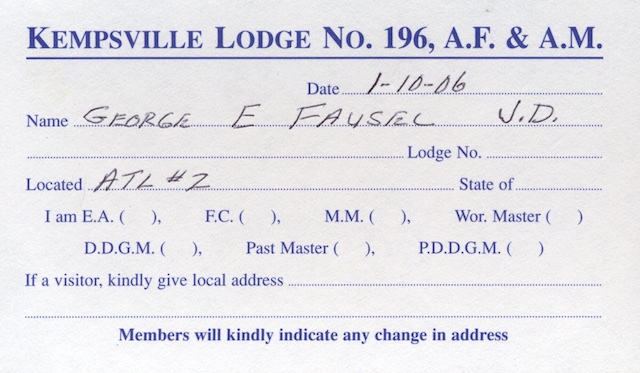 KEMPSVILLE LODGE NO. 196, A.F. & A.M.
Date 1-10-06
Name GEORGE E FAUSEL J.D.
Lodge No.
Located ATL #2 State of
I am E.A. ( ), F.C. ( ), M.M. ( ), Wor. Master ( )
D.D.G.M. ( ), Past Master ( ), P.D.D.G.M. ( )
If a visitor, kindly give local address
Members will kindly indicate any change in address